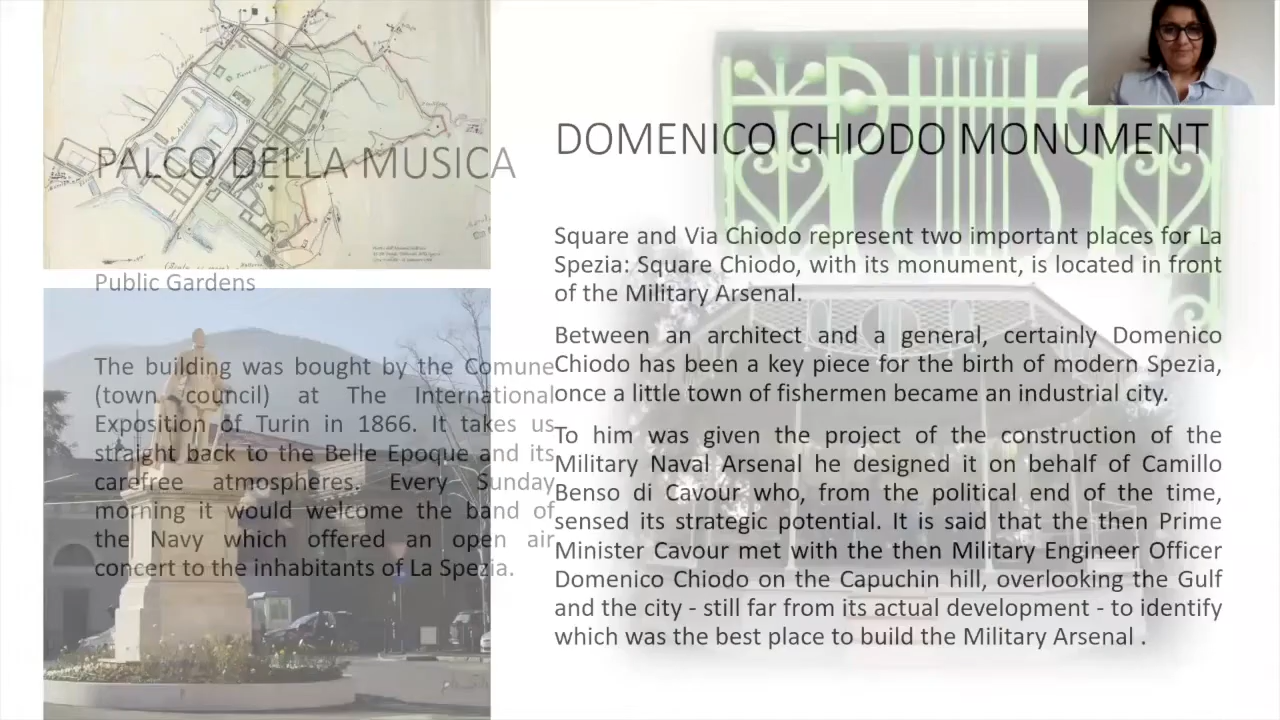 PALCO DELLA MUSICA
Public Gardens
The building was bought by the Comune
(town council) at The International
Exposition of Turin in 1866. It takes us
straight back to the Belle Epoque and its
carefree atmospheres. Every Sunday
morning it would welcome the band of
the Navy which offered an open air
concert to the inhabitants of La Spezia.
DOMENICO CHIODO MONUMENT
Square and Via Chiodo represent two important places for La
Spezia: Square Chiodo, with its monument, is located in front
of the Military Arsenal.
Between an architect and a general, certainly Domenico
Chiodo has been a key piece for the birth of modern Spezia,
once a little town of fishermen became an industrial city.
To him was given the project of the construction of the
Military Naval Arsenal he designed it on behalf of Camillo
Benso di Cavour who, from the political end of the time,
sensed its strategic potential. It is said that the then Prime
Minister Cavour met with the then Military Engineer Officer
Domenico Chiodo on the Capuchin hill, overlooking the Gulf
and the city - still far from its actual development - to identify
which was the best place to build the Military Arsenal .